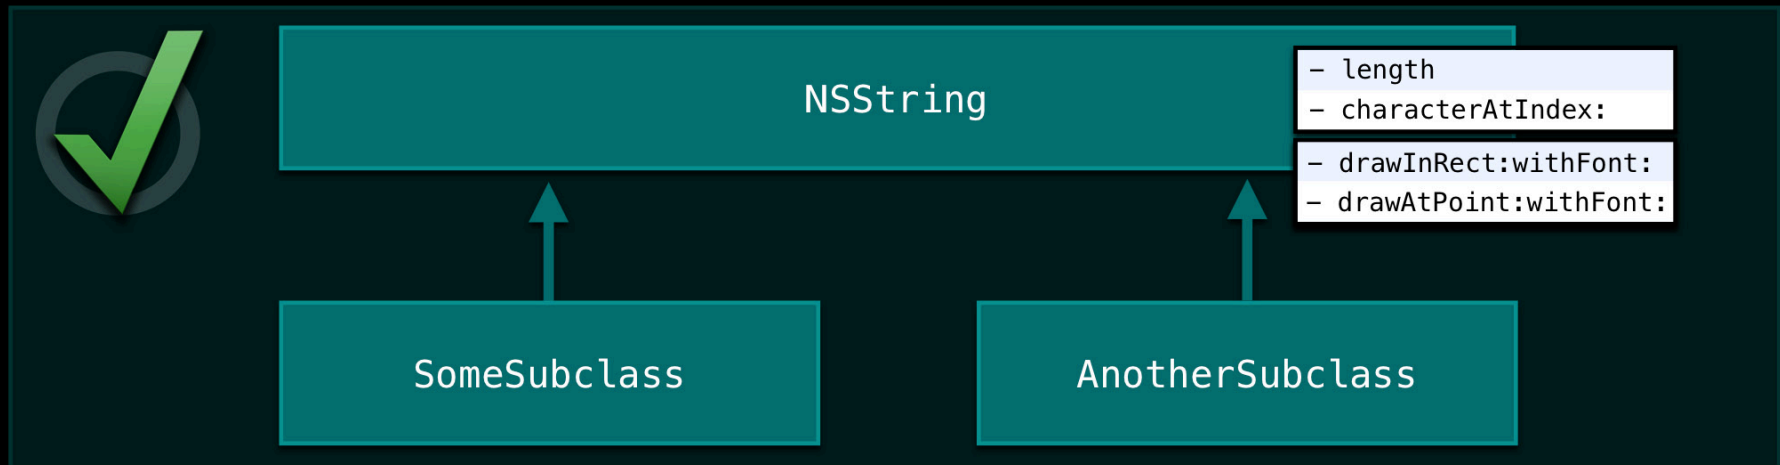 NSString
- length
- characterAtIndex:
- drawInRect:withFont:
- drawAtPoint:withFont:
SomeSubclass
AnotherSubclass